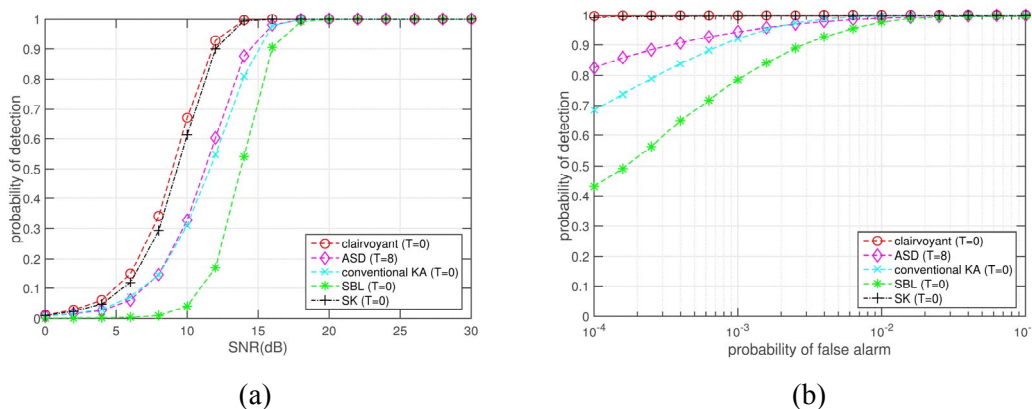 1
0.9
0.8
0.7
0.6
0.5
0.4
0.3
0.2
0.1
0
probability of detection
0 5 10 15 20 25 30
SNR(dB)
clairvoyant (T=0)
ASD (T=8)
conventional KA (T=0)
SBL (T=0)
SK (T=0)
(a)
1
0.9
0.8
0.7
0.6
0.5
0.4
0.3
0.2
0.1
0
probability of detection
10-4 10-3 10-2 10
probability of false alarm
clairvoyant (T=0)
ASD (T=8)
conventional KA (T=0)
SBL (T=0)
SK (T=0)
(b)